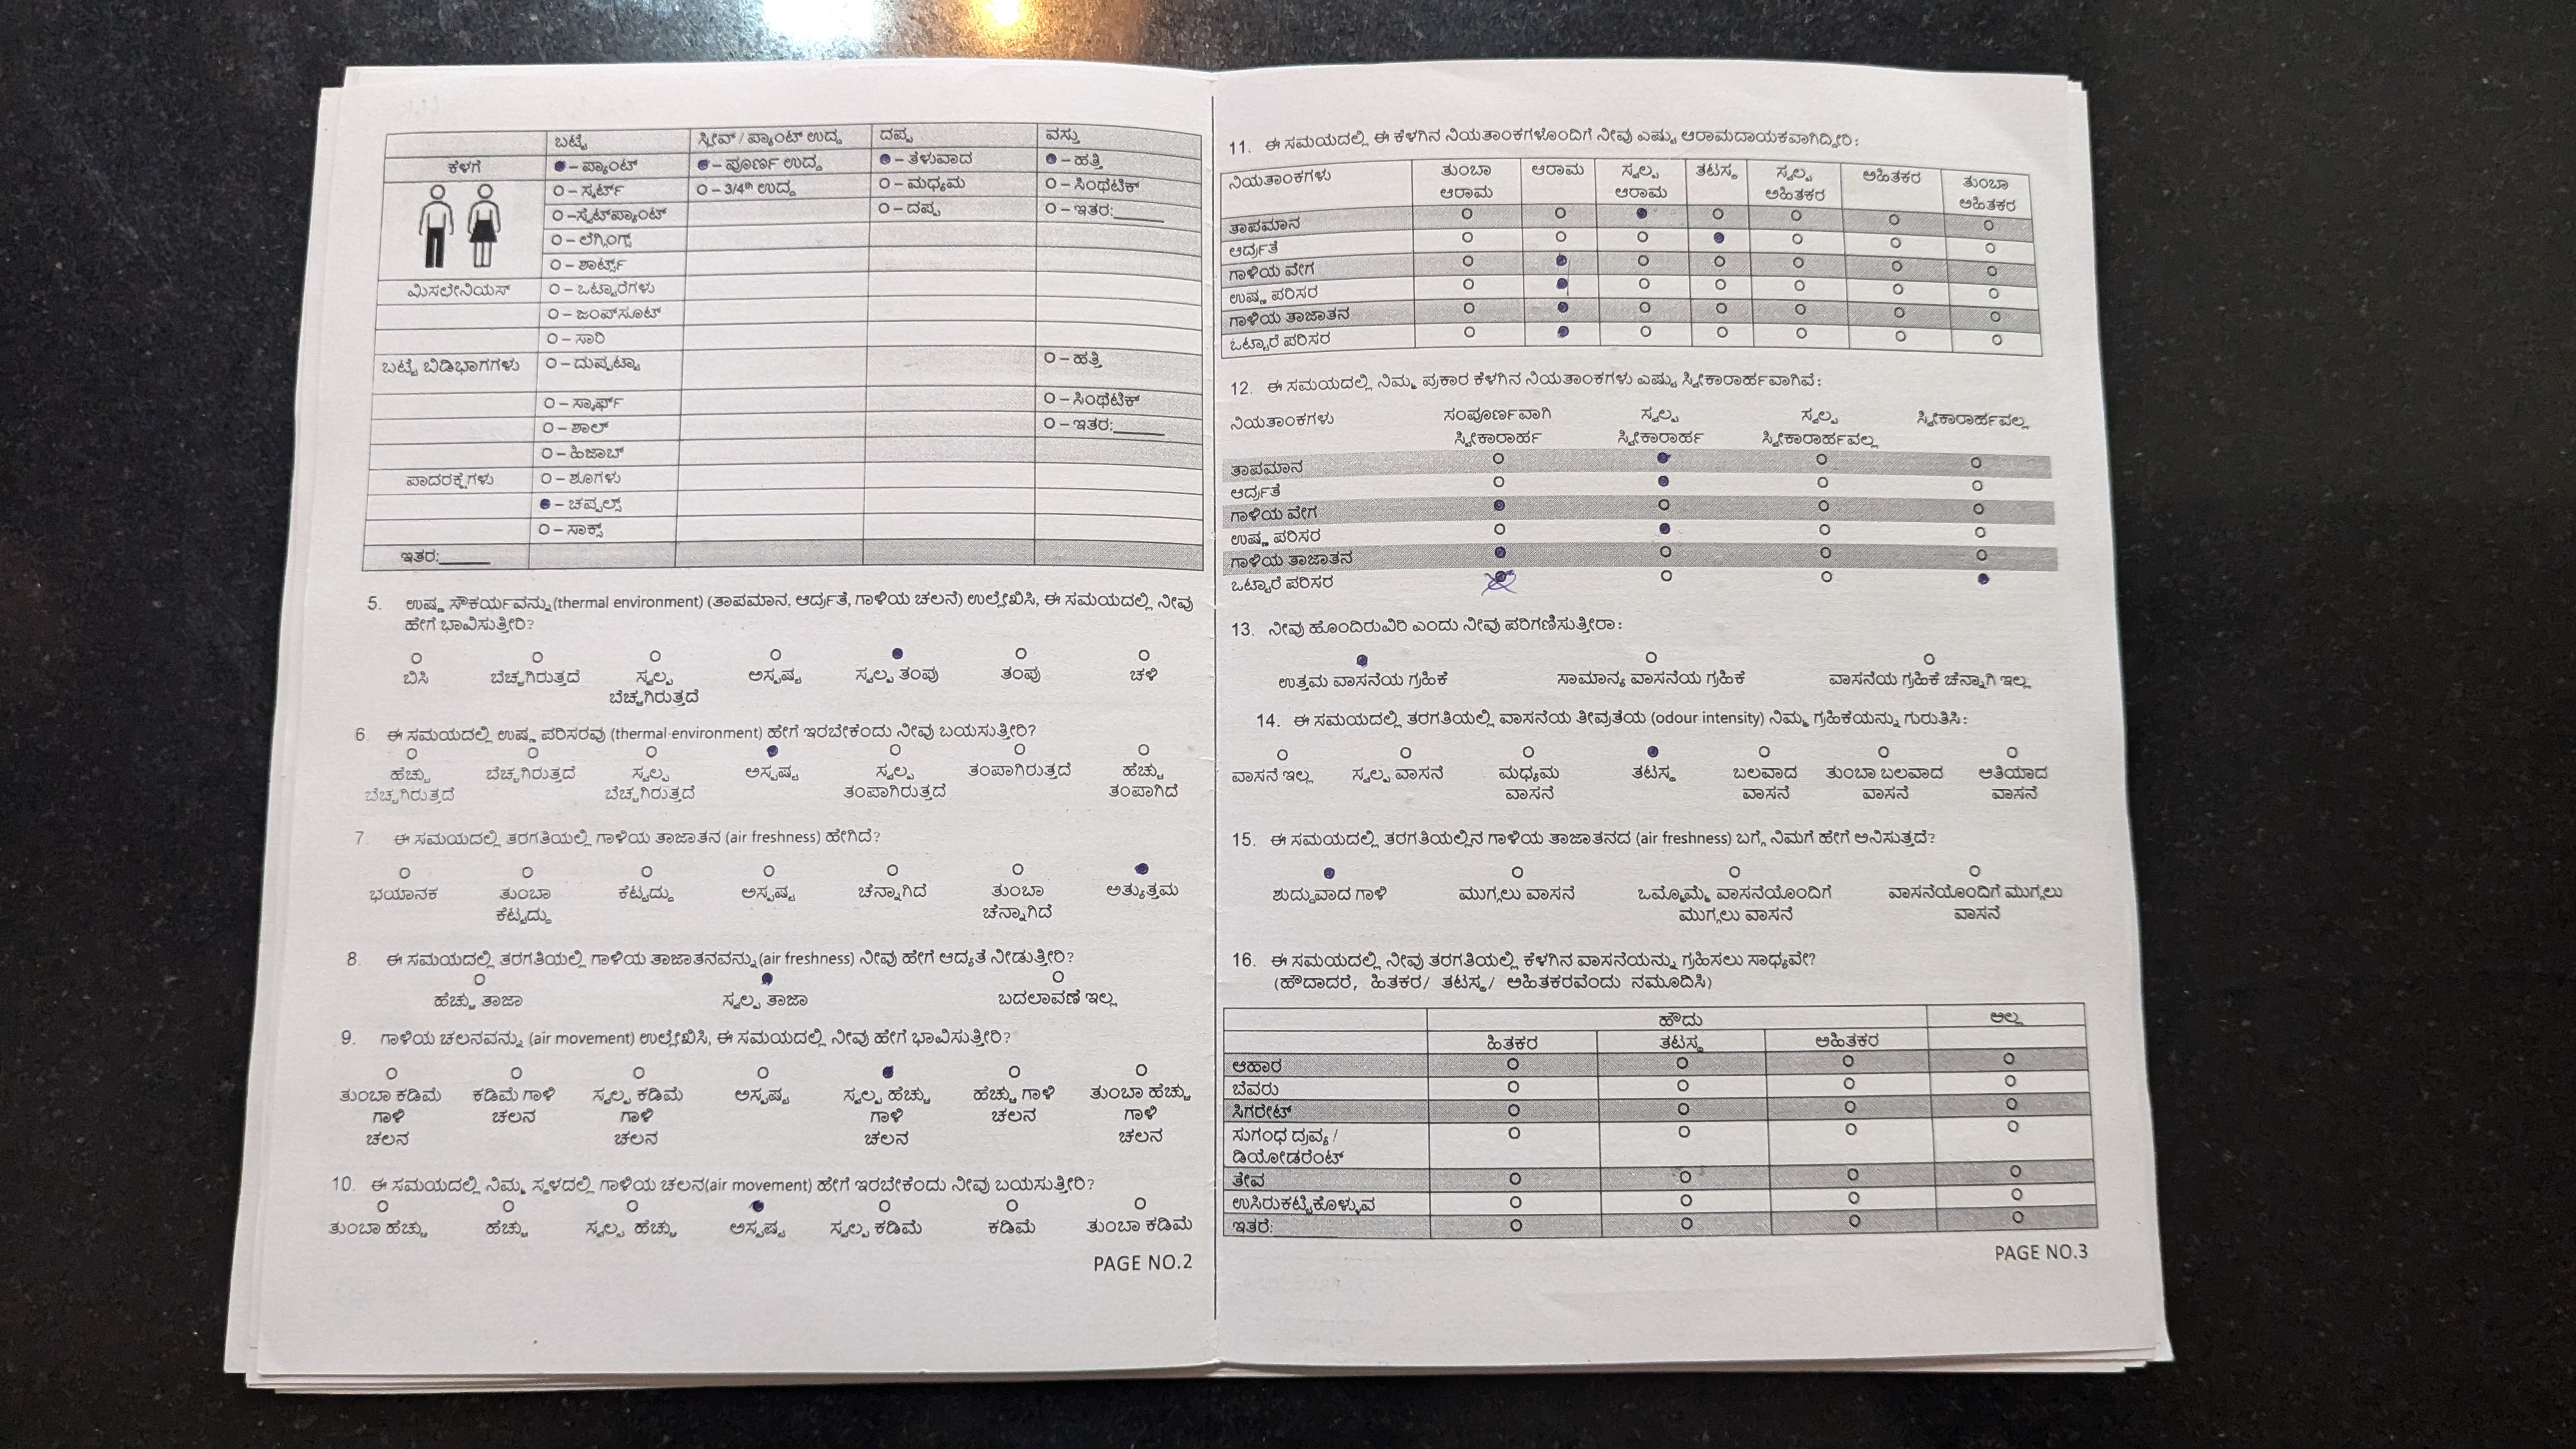 ಬಟ್ಟೆ ಸ್ಲೀವ್ / ಪ್ಯಾಂಟ್ ಉದ್ದ ದಪ್ಪ ವಸ್ತು
ಕೆಳಗೆ – ಪ್ಯಾಂಟ್ – ಪೂರ್ಣ ಉದ್ದ – ತೆಳುವಾದ – ಹತ್ತಿ
O – ಸ್ಕರ್ಟ್ O – 3/4th ಉದ್ದ O – ಮಧ್ಯಮ O – ಸಿಂಥೆಟಿಕ್
O –ಸ್ವೆಟ್‌ಪ್ಯಾಂಟ್ O – ದಪ್ಪ O – ಇತರ:______
O – ಲೆಗ್ಗಿಂಗ್ಸ್
O – ಶಾರ್ಟ್ಸ್
ಮಿಸಲೇನಿಯಸ್ O – ಒಟ್ಟಾರೆಗಳು
O – ಜಂಪ್‌ಸೂಟ್
O – ಸಾರಿ
ಬಟ್ಟೆ ಬಿಡಿಭಾಗಗಳು O – ದುಪ್ಪಟ್ಟಾ O – ಹತ್ತಿ
O – ಸ್ಕಾರ್ಫ್ O – ಸಿಂಥೆಟಿಕ್
O – ಶಾಲ್ O – ಇತರ:______
O – ಹಿಜಾಬ್
ಪಾದರಕ್ಷೆಗಳು O – ಶೂಗಳು
– ಚಪ್ಪಲ್ಸ್
O – ಸಾಕ್ಸ್
ಇತರ:______
5. ಉಷ್ಣ ಸೌಕರ್ಯವನ್ನು (thermal environment) (ತಾಪಮಾನ, ಆರ್ದ್ರತೆ, ಗಾಳಿಯ ಚಲನೆ) ಉಲ್ಲೇಖಿಸಿ, ಈ ಸಮಯದಲ್ಲಿ ನೀವು
ಹೇಗೆ ಭಾವಿಸುತ್ತೀರಿ?
ಬಿಸಿ ಬೆಚ್ಚಗಿರುತ್ತದೆ ಸ್ವಲ್ಪ ಅಸ್ಪಷ್ಟ ಸ್ವಲ್ಪ ತಂಪು ತಂಪು ಚಳಿ
ಬೆಚ್ಚಗಿರುತ್ತದೆ
6. ಈ ಸಮಯದಲ್ಲಿ ಉಷ್ಣ ಪರಿಸರವು (thermal environment) ಹೇಗೆ ಇರಬೇಕೆಂದು ನೀವು ಬಯಸುತ್ತೀರಿ?
ಹೆಚ್ಚು ಬೆಚ್ಚಗಿರುತ್ತದೆ ಸ್ವಲ್ಪ ಅಸ್ಪಷ್ಟ ಸ್ವಲ್ಪ ತಂಪಾಗಿರುತ್ತದೆ ಹೆಚ್ಚು
ಬೆಚ್ಚಗಿರುತ್ತದೆ ಬೆಚ್ಚಗಿರುತ್ತದೆ ತಂಪಾಗಿರುತ್ತದೆ ತಂಪಾಗಿದೆ
7. ಈ ಸಮಯದಲ್ಲಿ ತರಗತಿಯಲ್ಲಿ ಗಾಳಿಯ ತಾಜಾತನ (air freshness) ಹೇಗಿದೆ?
ಭಯಾನಕ ತುಂಬಾ ಕೆಟ್ಟದ್ದು ಅಸ್ಪಷ್ಟ ಚೆನ್ನಾಗಿದೆ ತುಂಬಾ ಅತ್ಯುತ್ತಮ
ಕೆಟ್ಟದ್ದು ಚೆನ್ನಾಗಿದೆ
8. ಈ ಸಮಯದಲ್ಲಿ ತರಗತಿಯಲ್ಲಿ ಗಾಳಿಯ ತಾಜಾತನವನ್ನು (air freshness) ನೀವು ಹೇಗೆ ಆದ್ಯತೆ ನೀಡುತ್ತೀರಿ?
ಹೆಚ್ಚು ತಾಜಾ ಸ್ವಲ್ಪ ತಾಜಾ ಬದಲಾವಣೆ ಇಲ್ಲ
9. ಗಾಳಿಯ ಚಲನವನ್ನು (air movement) ಉಲ್ಲೇಖಿಸಿ, ಈ ಸಮಯದಲ್ಲಿ ನೀವು ಹೇಗೆ ಭಾವಿಸುತ್ತೀರಿ?
ತುಂಬಾ ಕಡಿಮೆ ಕಡಿಮೆ ಗಾಳಿ ಸ್ವಲ್ಪ ಕಡಿಮೆ ಅಸ್ಪಷ್ಟ ಸ್ವಲ್ಪ ಹೆಚ್ಚು ಹೆಚ್ಚು ಗಾಳಿ ತುಂಬಾ ಹೆಚ್ಚು
ಗಾಳಿ ಚಲನ ಗಾಳಿ ಗಾಳಿ ಚಲನ ಗಾಳಿ
ಚಲನ ಚಲನ ಚಲನ ಚಲನ
10. ಈ ಸಮಯದಲ್ಲಿ ನಿಮ್ಮ ಸ್ಥಳದಲ್ಲಿ ಗಾಳಿಯ ಚಲನ(air movement) ಹೇಗೆ ಇರಬೇಕೆಂದು ನೀವು ಬಯಸುತ್ತೀರಿ?
ತುಂಬಾ ಹೆಚ್ಚು ಹೆಚ್ಚು ಸ್ವಲ್ಪ ಹೆಚ್ಚು ಅಸ್ಪಷ್ಟ ಸ್ವಲ್ಪ ಕಡಿಮೆ ಕಡಿಮೆ ತುಂಬಾ ಕಡಿಮೆ
PAGE NO.2
11. ಈ ಸಮಯದಲ್ಲಿ ಈ ಕೆಳಗಿನ ನಿಯತಾಂಕಗಳೊಂದಿಗೆ ನೀವು ಎಷ್ಟು ಆರಾಮದಾಯಕವಾಗಿದ್ದೀರಿ:
ನಿಯತಾಂಕಗಳು ತುಂಬಾ ಆರಾಮ ಸ್ವಲ್ಪ ತಟಸ್ಥ ಸ್ವಲ್ಪ ಅಹಿತಕರ ತುಂಬಾ
ಆರಾಮ ಆರಾಮ ಅಹಿತಕರ ಅಹಿತಕರ
ತಾಪಮಾನ
ಆರ್ದ್ರತೆ
ಗಾಳಿಯ ವೇಗ
ಉಷ್ಣ ಪರಿಸರ
ಗಾಳಿಯ ತಾಜಾತನ
ಒಟ್ಟಾರೆ ಪರಿಸರ
12. ಈ ಸಮಯದಲ್ಲಿ ನಿಮ್ಮ ಪ್ರಕಾರ ಕೆಳಗಿನ ನಿಯತಾಂಕಗಳು ಎಷ್ಟು ಸ್ವೀಕಾರಾರ್ಹವಾಗಿವೆ:
ನಿಯತಾಂಕಗಳು ಸಂಪೂರ್ಣವಾಗಿ ಸ್ವಲ್ಪ ಸ್ವಲ್ಪ ಸ್ವೀಕಾರಾರ್ಹವಲ್ಲ
ಸ್ವೀಕಾರಾರ್ಹ ಸ್ವೀಕಾರಾರ್ಹ ಸ್ವೀಕಾರಾರ್ಹವಲ್ಲ
ತಾಪಮಾನ
ಆರ್ದ್ರತೆ
ಗಾಳಿಯ ವೇಗ
ಉಷ್ಣ ಪರಿಸರ
ಗಾಳಿಯ ತಾಜಾತನ
ಒಟ್ಟಾರೆ ಪರಿಸರ
13. ನೀವು ಹೊಂದಿರುವಿರಿ ಎಂದು ನೀವು ಪರಿಗಣಿಸುತ್ತೀರಾ:
ಉತ್ತಮ ವಾಸನೆಯ ಗ್ರಹಿಕೆ ಸಾಮಾನ್ಯ ವಾಸನೆಯ ಗ್ರಹಿಕೆ ವಾಸನೆಯ ಗ್ರಹಿಕೆ ಚೆನ್ನಾಗಿ ಇಲ್ಲ
14. ಈ ಸಮಯದಲ್ಲಿ ತರಗತಿಯಲ್ಲಿ ವಾಸನೆಯ ತೀವ್ರತೆಯ (odour intensity) ನಿಮ್ಮ ಗ್ರಹಿಕೆಯನ್ನು ಗುರುತಿಸಿ:
ವಾಸನೆ ಇಲ್ಲ ಸ್ವಲ್ಪ ವಾಸನೆ ಮಧ್ಯಮ ತಟಸ್ಥ ಬಲವಾದ ತುಂಬಾ ಬಲವಾದ ಅತಿಯಾದ
ವಾಸನೆ ವಾಸನೆ ವಾಸನೆ ವಾಸನೆ
15. ಈ ಸಮಯದಲ್ಲಿ ತರಗತಿಯಲ್ಲಿನ ಗಾಳಿಯ ತಾಜಾತನದ (air freshness) ಬಗ್ಗೆ ನಿಮಗೆ ಹೇಗೆ ಅನಿಸುತ್ತದೆ?
ಶುದ್ಧವಾದ ಗಾಳಿ ಮುಗ್ಗಲು ವಾಸನೆ ಒಮ್ಮೊಮ್ಮೆ ವಾಸನೆಯೊಂದಿಗೆ ವಾಸನೆಯೊಂದಿಗೆ ಮುಗ್ಗಲು
ಮುಗ್ಗಲು ವಾಸನೆ ವಾಸನೆ
16. ಈ ಸಮಯದಲ್ಲಿ ನೀವು ತರಗತಿಯಲ್ಲಿ ಕೆಳಗಿನ ವಾಸನೆಯನ್ನು ಗ್ರಹಿಸಲು ಸಾಧ್ಯವೇ?
(ಹೌದಾದರೆ, ಹಿತಕರ/ ತಟಸ್ಥ/ ಅಹಿತಕರವೆಂದು ನಮೂದಿಸಿ)
ಹೌದು ಅಲ್ಲ
ಹಿತಕರ ತಟಸ್ಥ ಅಹಿತಕರ
ಆಹಾರ
ಬೆವರು
ಸಿಗರೇಟ್
ಸುಗಂಧ ದ್ರವ್ಯ /
ಡಿಯೋಡರೆಂಟ್
ತೇವ
ಉಸಿರುಕಟ್ಟಿಕೊಳ್ಳುವ
ಇತರೆ:
PAGE NO.3